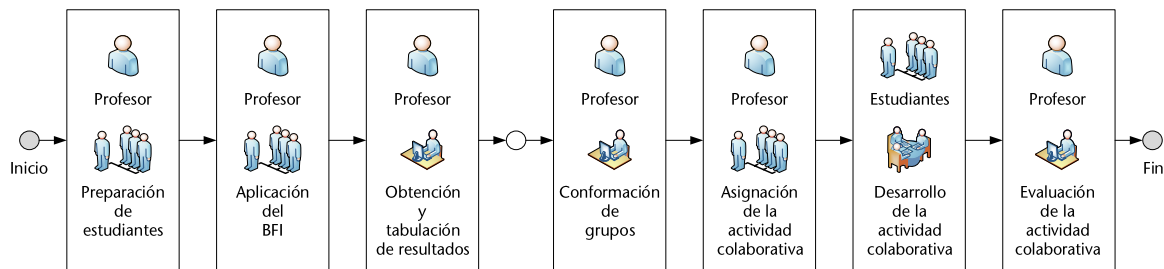 Inicio
Profesor
Preparación
de
estudiantes
Profesor
Aplicación
del
BFI
Profesor
Obtención
y
tabulación
de resultados
Profesor
Conformación
de
grupos
Profesor
Asignación
de la
actividad
colaborativa
Estudiantes
Desarrollo
de la
actividad
colaborativa
Profesor
Evaluación
de la
actividad
colaborativa
Fin